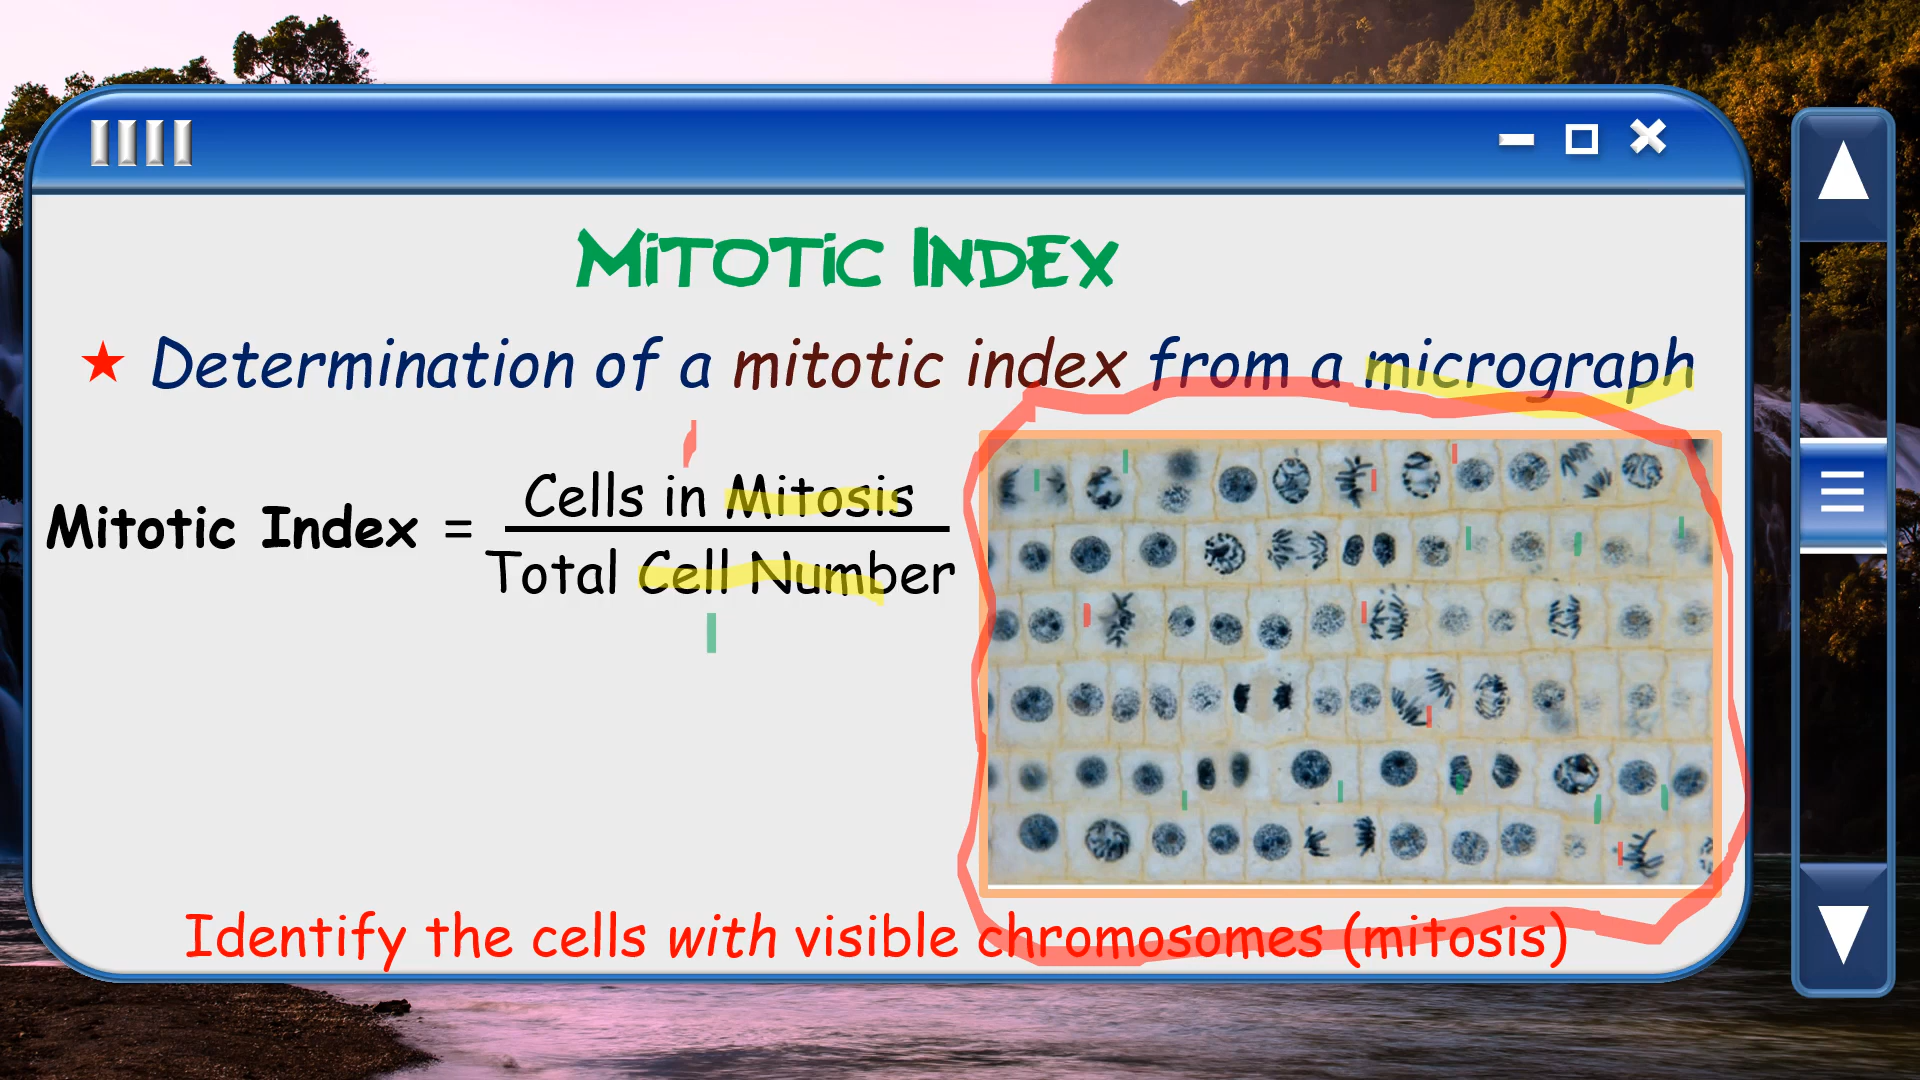 Mitotic Index
★ Determination of a mitotic index from a micrograph
Mitotic Index = Cells in Mitosis
Total Cell Number
Identify the cells with visible chromosomes (mitosis)